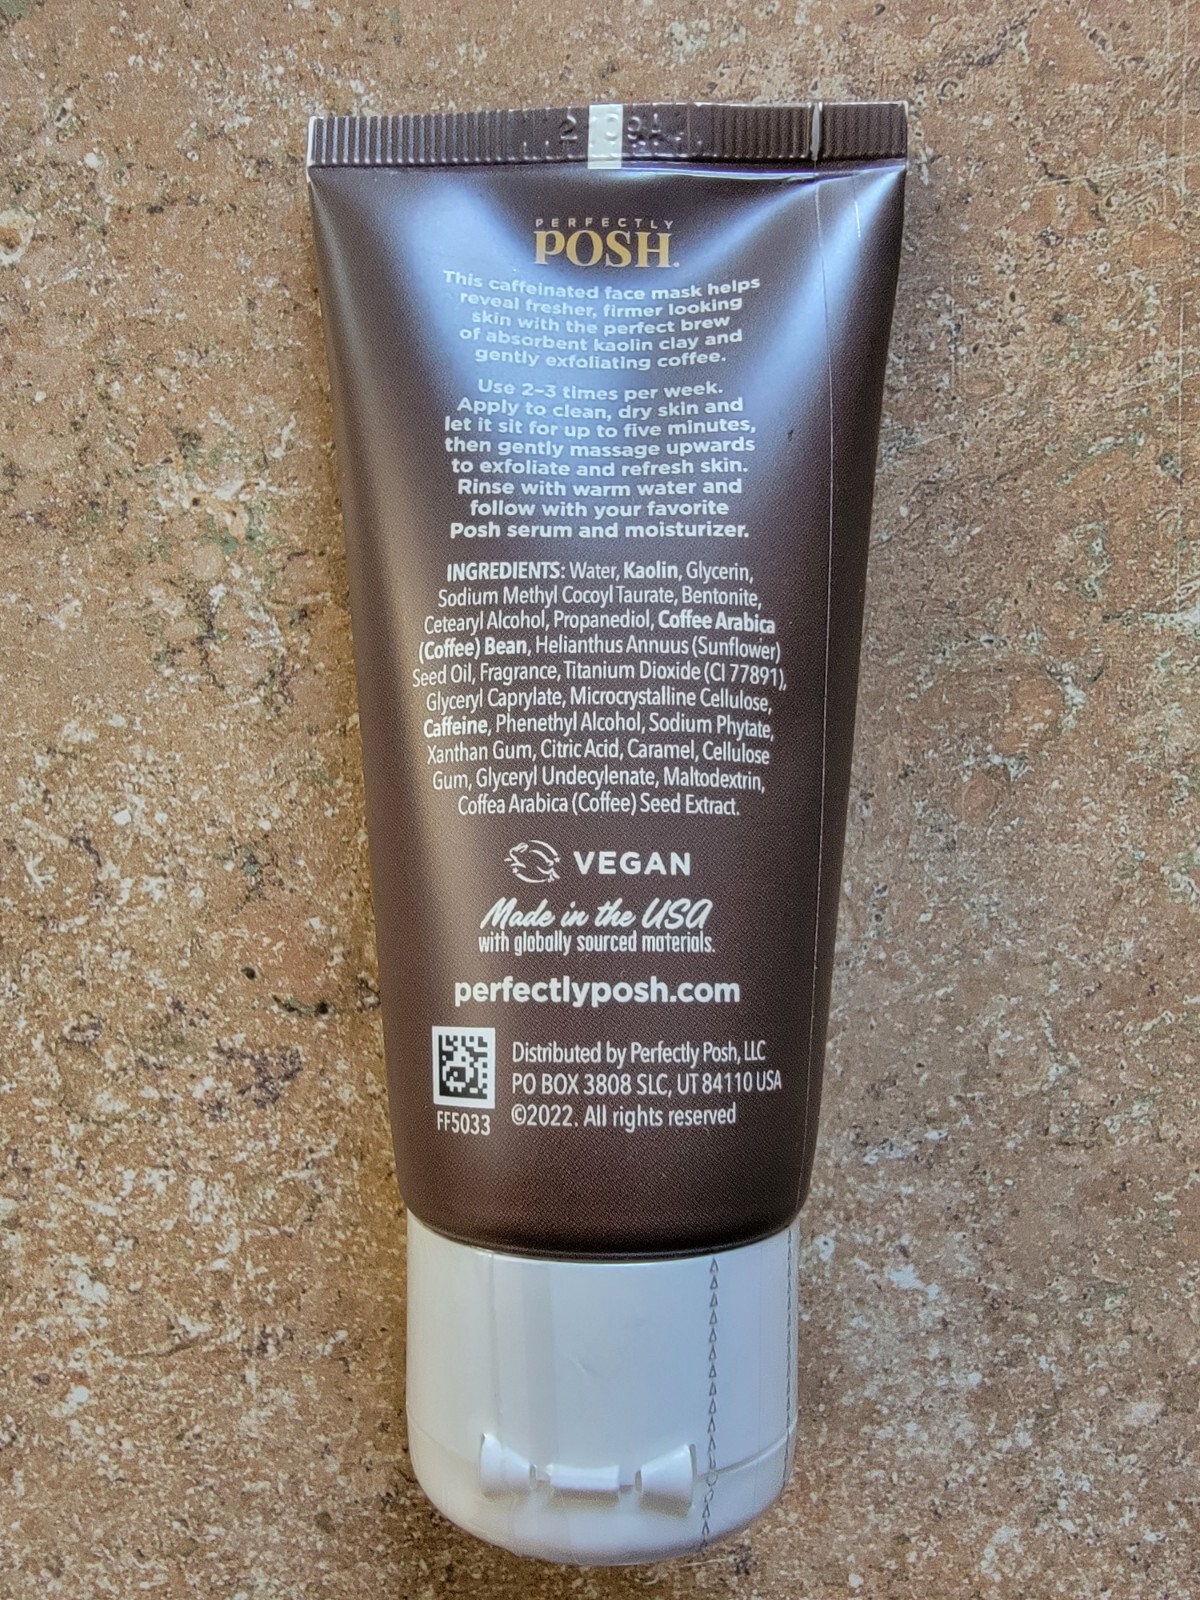 PERFECTLY
POSH.
This caffeinated face mask helps
reveal fresher, firmer looking
skin with the perfect brew
of absorbent kaolin clay and
gently exfoliating coffee.
Use 2–3 times per week.
Apply to clean, dry skin and
let it sit for up to five minutes,
then gently massage upwards
to exfoliate and refresh skin.
Rinse with warm water and
follow with your favorite
Posh serum and moisturizer.
INGREDIENTS: Water, Kaolin, Glycerin,
Sodium Methyl Cocoyl Taurate, Bentonite,
Cetearyl Alcohol, Propanediol, Coffee Arabica
(Coffee) Bean, Helianthus Annuus (Sunflower)
Seed Oil, Fragrance, Titanium Dioxide (CI 77891),
Glyceryl Caprylate, Microcrystalline Cellulose,
Caffeine, Phenethyl Alcohol, Sodium Phytate,
Xanthan Gum, Citric Acid, Caramel, Cellulose
Gum, Glyceryl Undecylenate, Maltodextrin,
Coffea Arabica (Coffee) Seed Extract.
VEGAN
Made in the USA
with globally sourced materials.
perfectlyposh.com
Distributed by Perfectly Posh, LLC
PO BOX 3808 SLC, UT 84110 USA
©2022. All rights reserved
FF5033